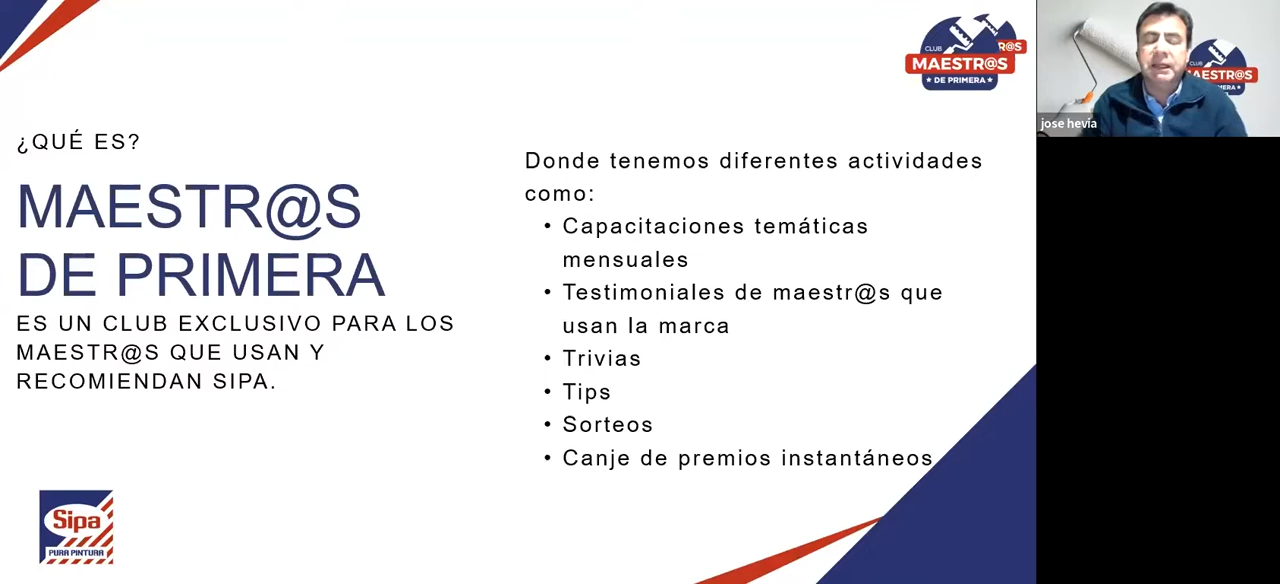 ¿QUÉ ES?
MAESTR@S
DE PRIMERA
ES UN CLUB EXCLUSIVO PARA LOS
MAESTR@S QUE USAN Y
RECOMIENDAN SIPA.
Donde tenemos diferentes actividades
como:
• Capacitaciones temáticas
mensuales
• Testimoniales de maestr@s que
usan la marca
• Trivias
• Tips
• Sorteos
• Canje de premios instantáneos
Sipa
PURA PINTURA
CLUB
R@S
MAESTR@S
★ DE PRIMERA ★
CLUB
MAESTR@S
jose hevia